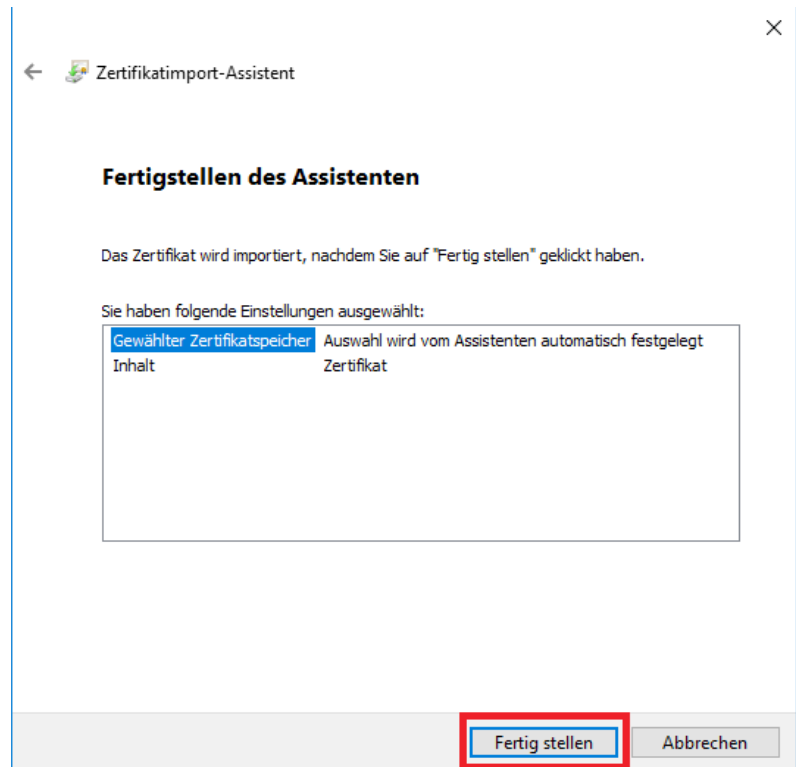 Zertifikatimport-Assistent
Fertigstellen des Assistenten
Das Zertifikat wird importiert, nachdem Sie auf "Fertig stellen" geklickt haben.
Sie haben folgende Einstellungen ausgewählt:
Gewählter Zertifikatspeicher Auswahl wird vom Assistenten automatisch festgelegt
Inhalt Zertifikat
Fertig stellen Abbrechen